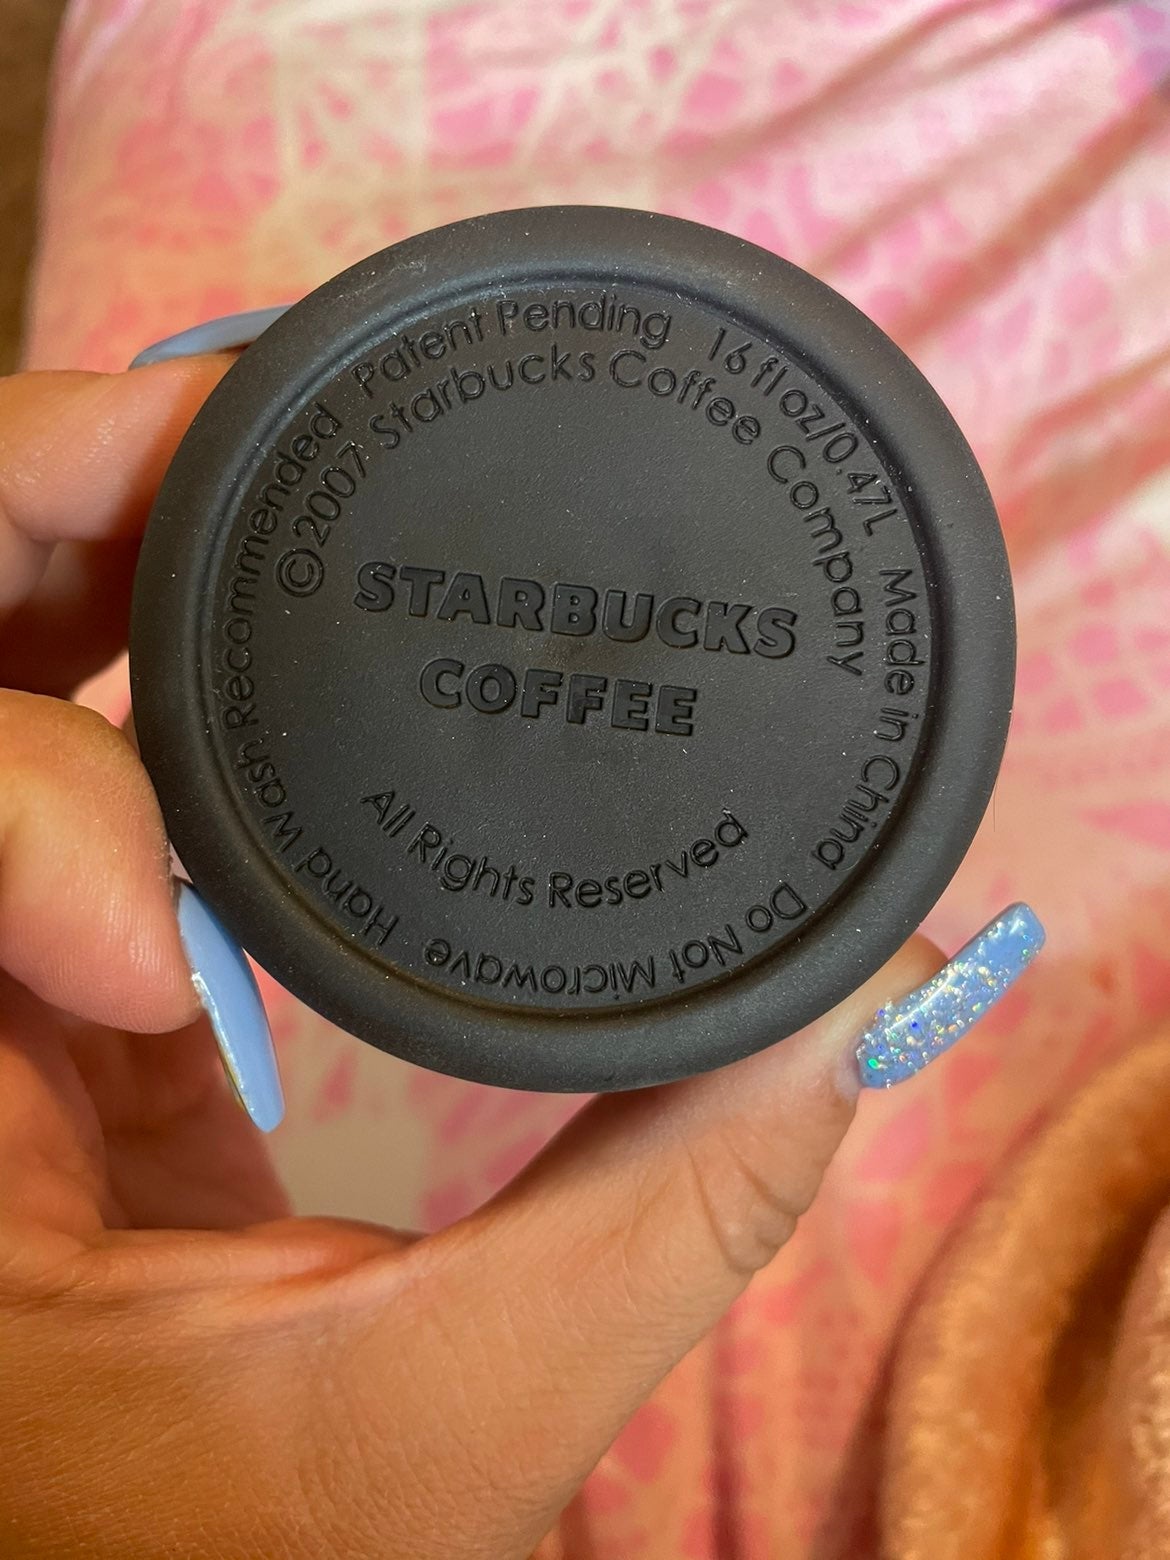 Patent Pending 16 fl oz/0.47L Made in China Do Not Microwave Hand Wash Recommended
©2007 Starbucks Coffee Company
STARBUCKS
COFFEE
All Rights Reserved